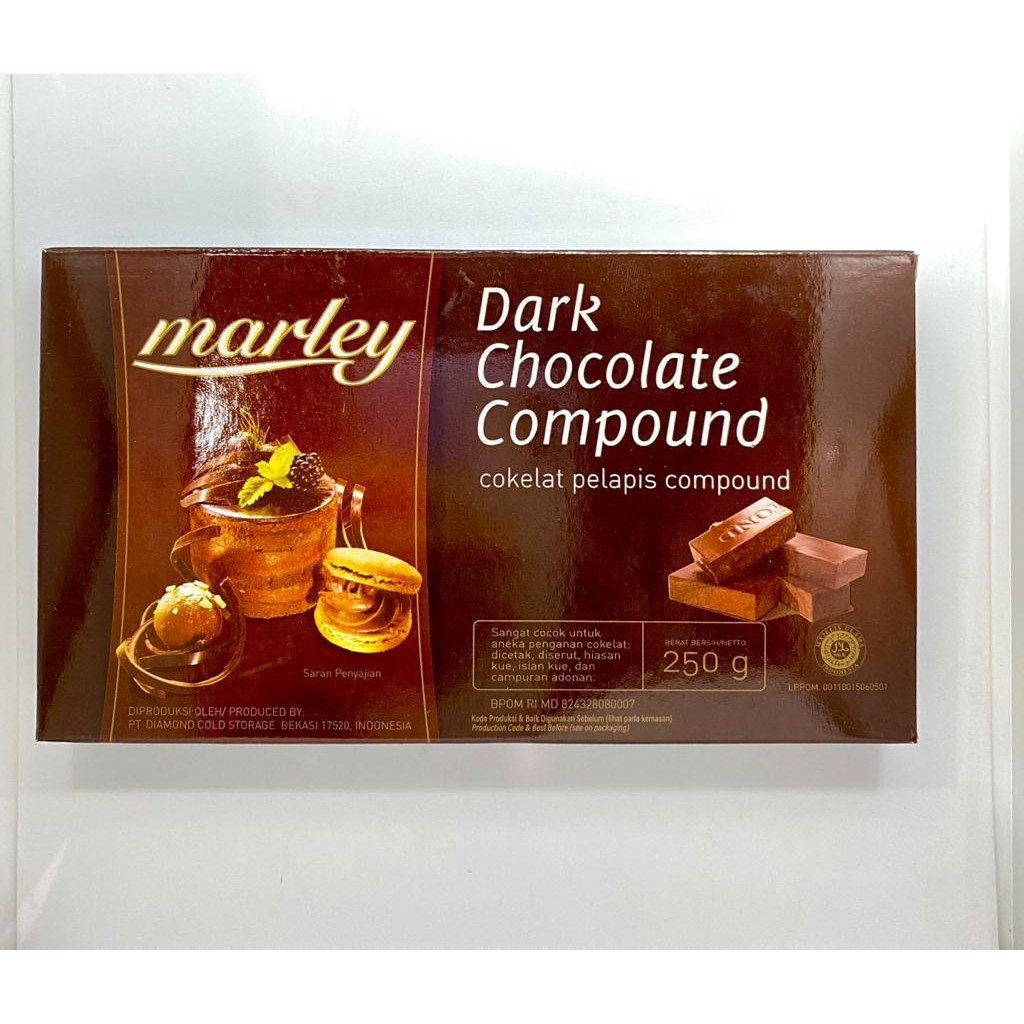 marley
Dark
Chocolate
Compound
cokelat pelapis compound
Saran Penyajian
DIPRODUKSI OLEH/ PRODUCED BY:
PT DIAMOND COLD STORAGE BEKASI 17520, INDONESIA
Sangat cocok untuk
aneka penganan cokelat:
dicetak, diserut, hiasan
kue, isian kue, dan
campuran adonan.
BERAT BERSIH/NETTO
250 g
BPOM RI MD 824328080007
Kode Produksi & Baik Digunakan Sebelum (lihat pada kemasan)
Production Code & Best Before (see on packaging)
INDONESIA
LPPOM. 00110015060501